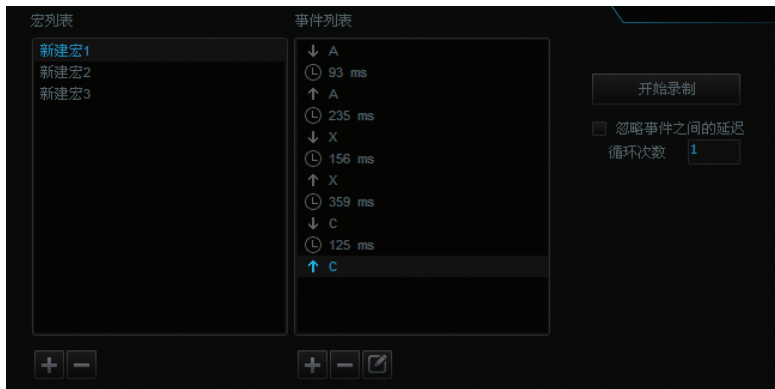 宏列表
新建宏1
新建宏2
新建宏3
事件列表
A
93 ms
A
235 ms
X
156 ms
X
359 ms
C
125 ms
C
开始录制
忽略事件之间的延迟
循环次数 1